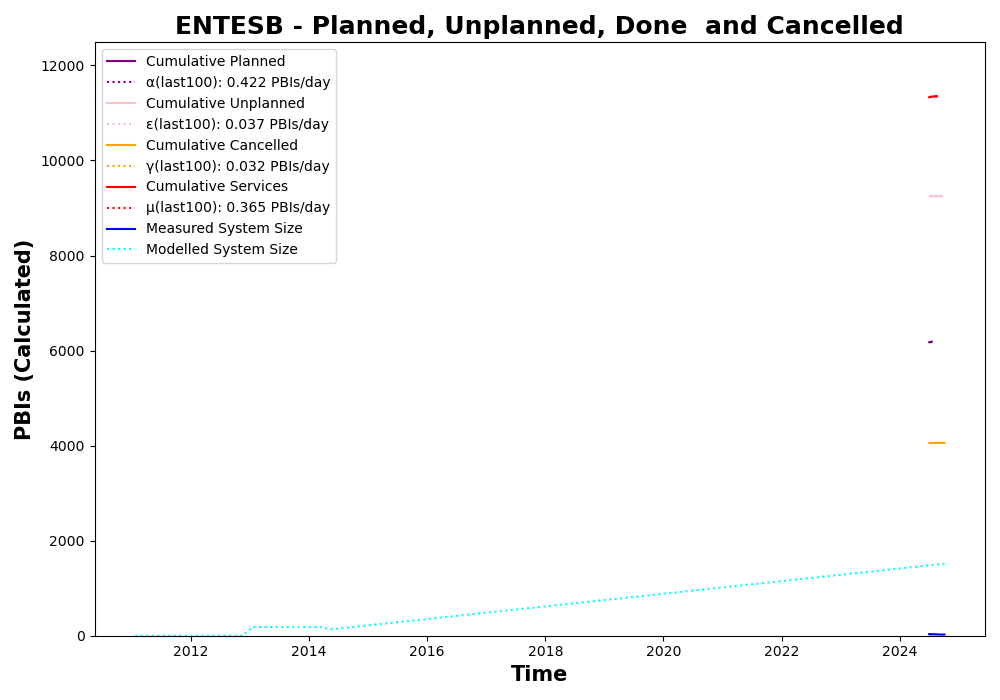 ENTESB - Planned, Unplanned, Done  and Cancelled
Cumulative Planned
α(last100): 0.422 PBIs/day
Cumulative Unplanned
ε(last100): 0.037 PBIs/day
Cumulative Cancelled
γ(last100): 0.032 PBIs/day
Cumulative Services
μ(last100): 0.365 PBIs/day
Measured System Size
Modelled System Size
PBIs (Calculated)
12000
10000
8000
6000
4000
2000
0
2012
2014
2016
2018
2020
2022
2024
Time